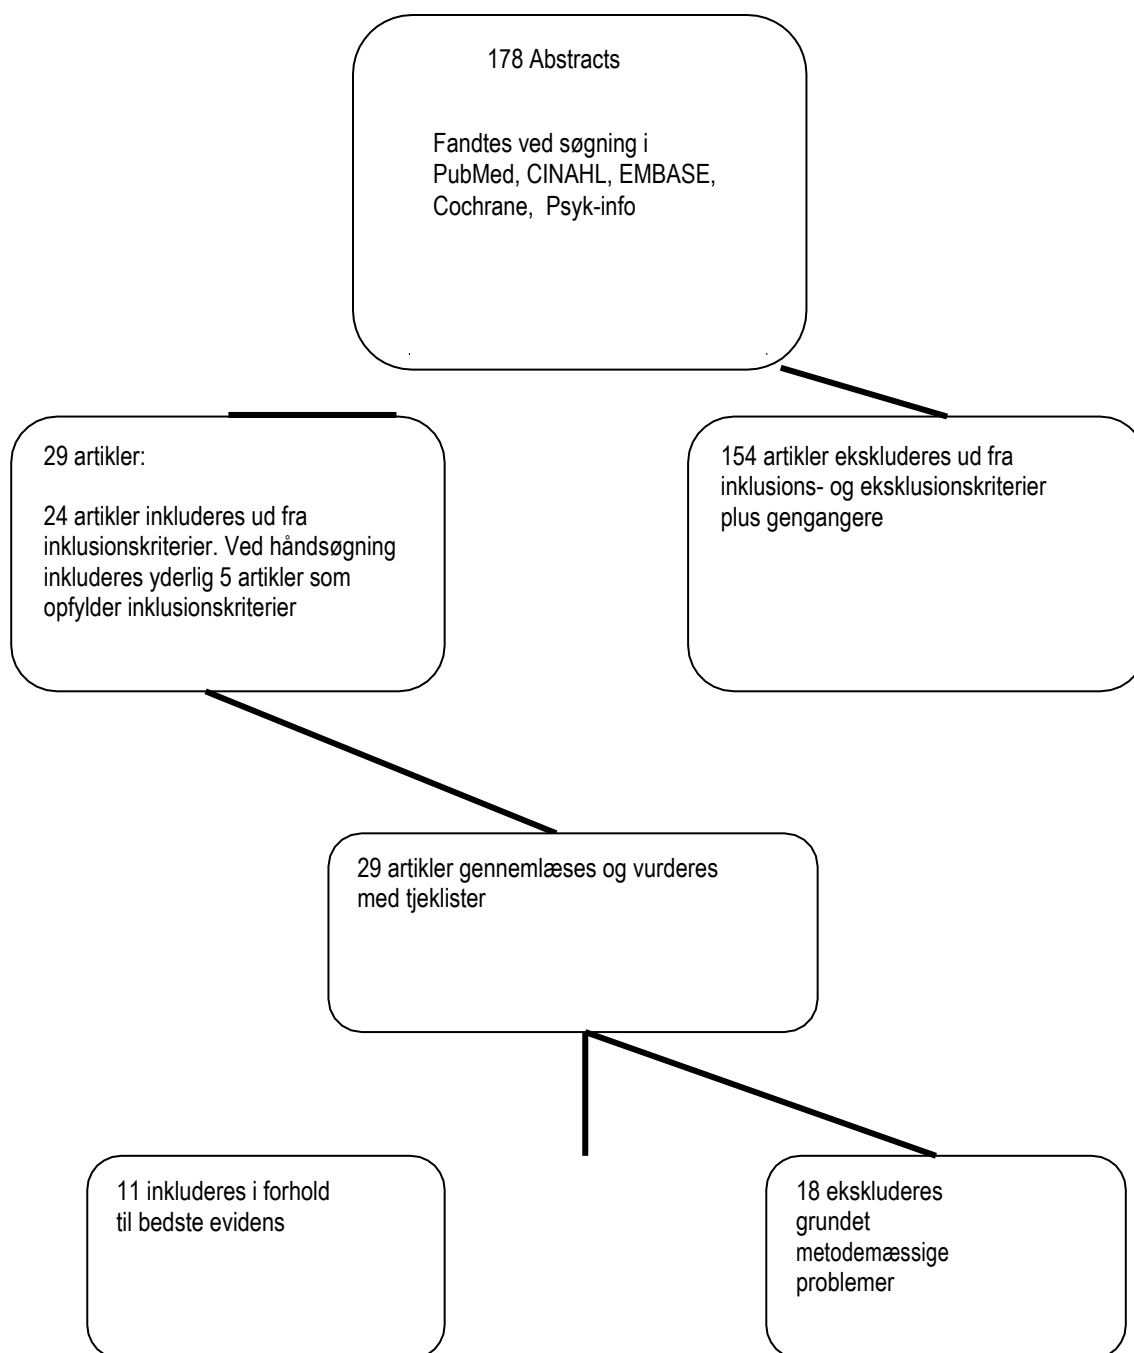 178 Abstracts
Fandtes ved søgning i
PubMed, CINAHL, EMBASE,
Cochrane, Psyk-info
29 artikler:
24 artikler inkluderes ud fra
inklusionskriterier. Ved håndsøgning
inkluderes yderlig 5 artikler som
opfylder inklusionskriterier
154 artikler ekskluderes ud fra
inklusions- og eksklusionskriterier
plus gengangere
29 artikler gennemlæses og vurderes
med tjeklister
11 inkluderes i forhold
til bedste evidens
18 ekskluderes
grundet
metodemæssige
problemer